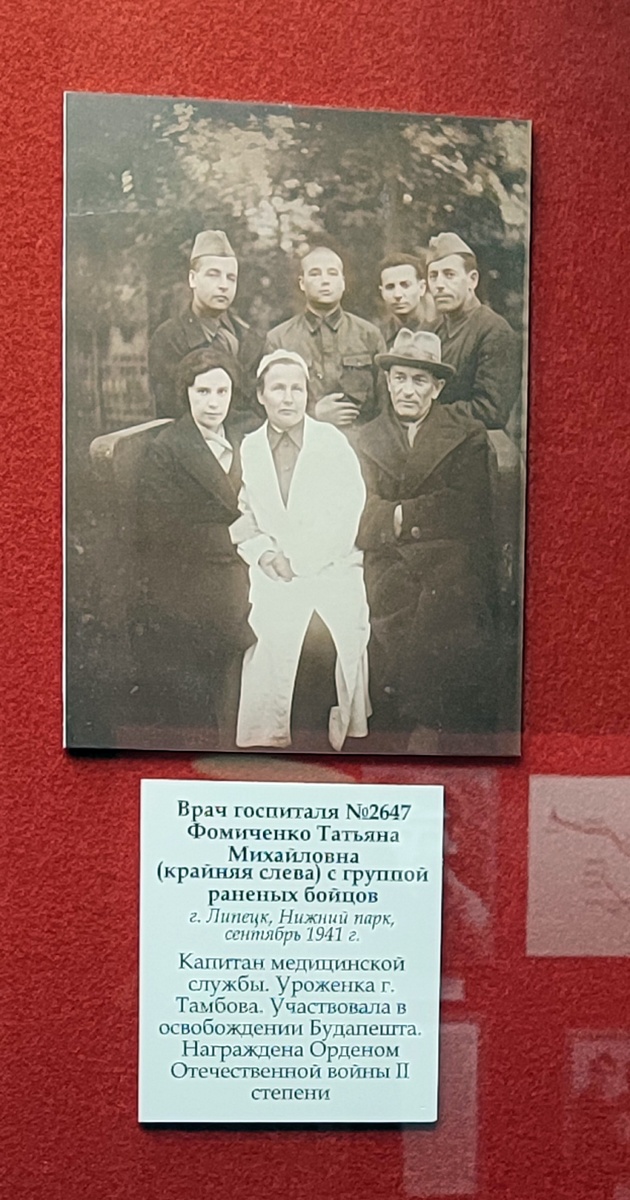 Врач госпиталя №2647
Фомиченко Татьяна
Михайловна
(крайняя слева) с группой
раненых бойцов
г. Липецк, Нижний парк,
сентябрь 1941 г.
Капитан медицинской
службы. Уроженка г.
Тамбова. Участвовала в
освобождении Будапешта.
Награждена Орденом
Отечественной войны II
степени